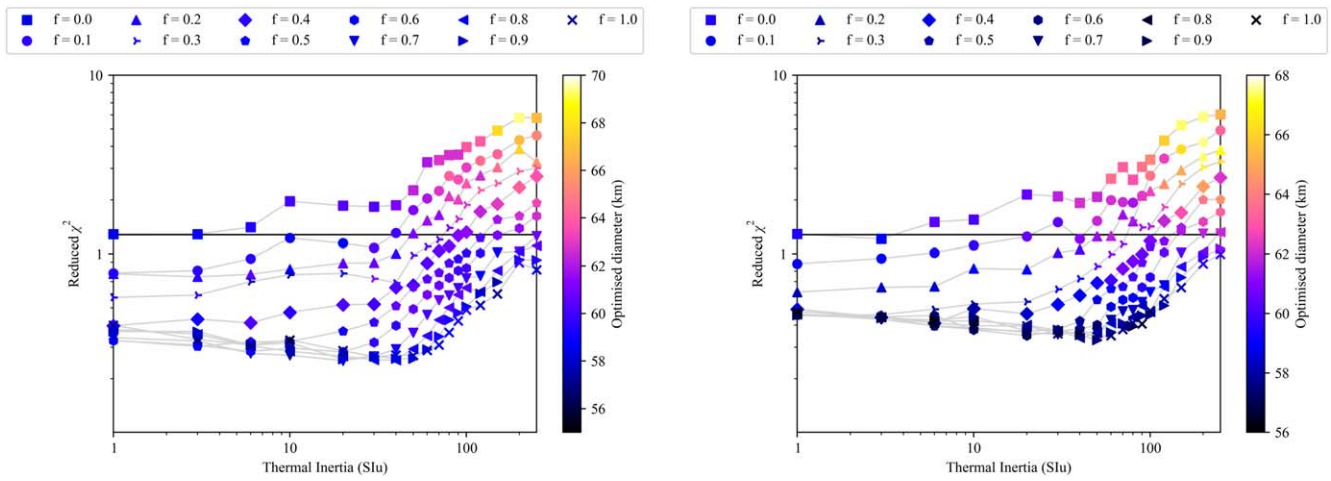 f = 0.0 f = 0.2 f = 0.4 f = 0.6 f = 0.8 f = 1.0
f = 0.1 f = 0.3 f = 0.5 f = 0.7 f = 0.9
10
1
Reduced χ²
1 10 100
Thermal Inertia (SIu)
70
68
66
64
62
60
58
56
Optimised diameter (km)
f = 0.0 f = 0.2 f = 0.4 f = 0.6 f = 0.8 f = 1.0
f = 0.1 f = 0.3 f = 0.5 f = 0.7 f = 0.9
10
1
Reduced χ²
1 10 100
Thermal Inertia (SIu)
68
66
64
62
60
58
56
Optimised diameter (km)